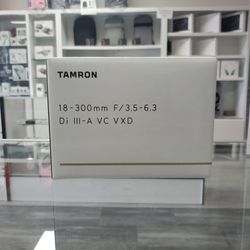 TAMRON
18-300mm F/3.5-6.3
Di III-A VC VXD